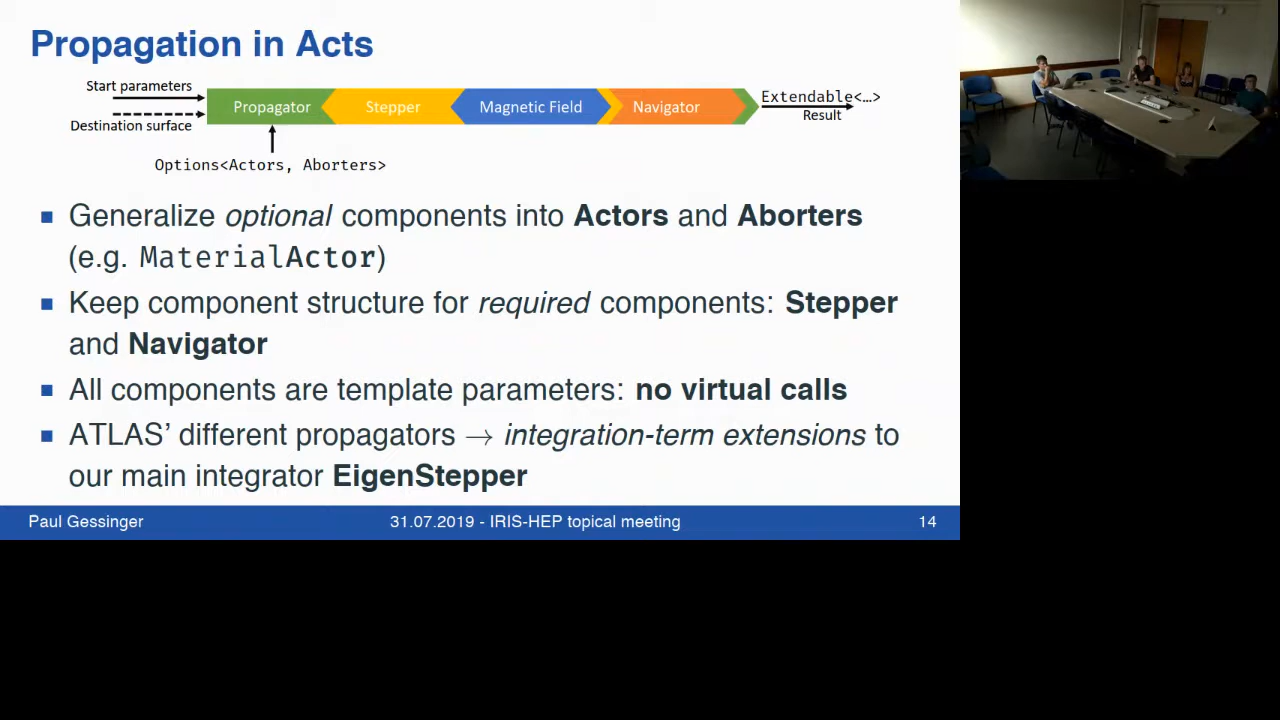 Propagation in Acts
Start parameters
Destination surface
Propagator
Stepper
Magnetic Field
Navigator
Extendable<…>
Result
Options<Actors, Aborters>
Generalize optional components into Actors and Aborters
(e.g. MaterialActor)
Keep component structure for required components: Stepper
and Navigator
All components are template parameters: no virtual calls
ATLAS’ different propagators → integration-term extensions to
our main integrator EigenStepper
Paul Gessinger
31.07.2019 - IRIS-HEP topical meeting
14